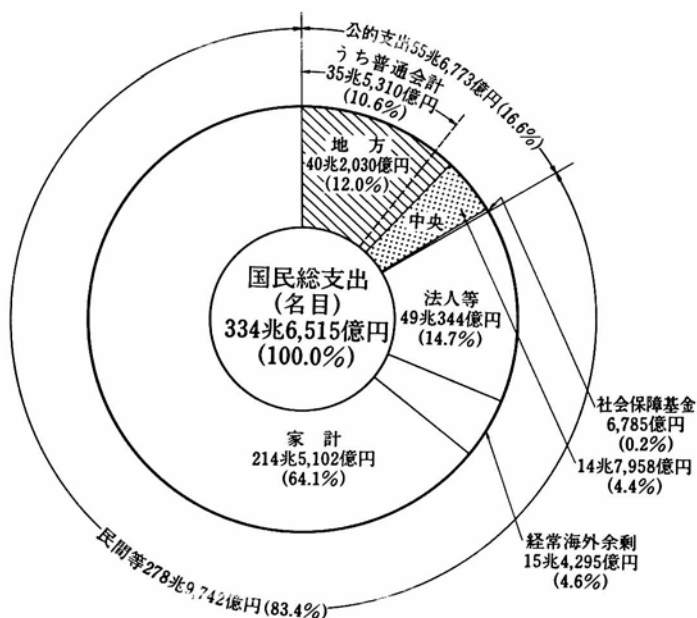 公的支出55兆6,773億円(16.6%)
うち普通会計
35兆5,310億円
(10.6%)
地　方
40兆2,030億円
(12.0%)
中央
国民総支出
(名目)
334兆6,515億円
(100.0%)
法人等
49兆344億円
(14.7%)
社会保障基金
6,785億円
(0.2%)
14兆7,958億円
(4.4%)
家　計
214兆5,102億円
(64.1%)
経常海外余剰
15兆4,295億円
(4.6%)
民間等278兆9,742億円(83.4%)